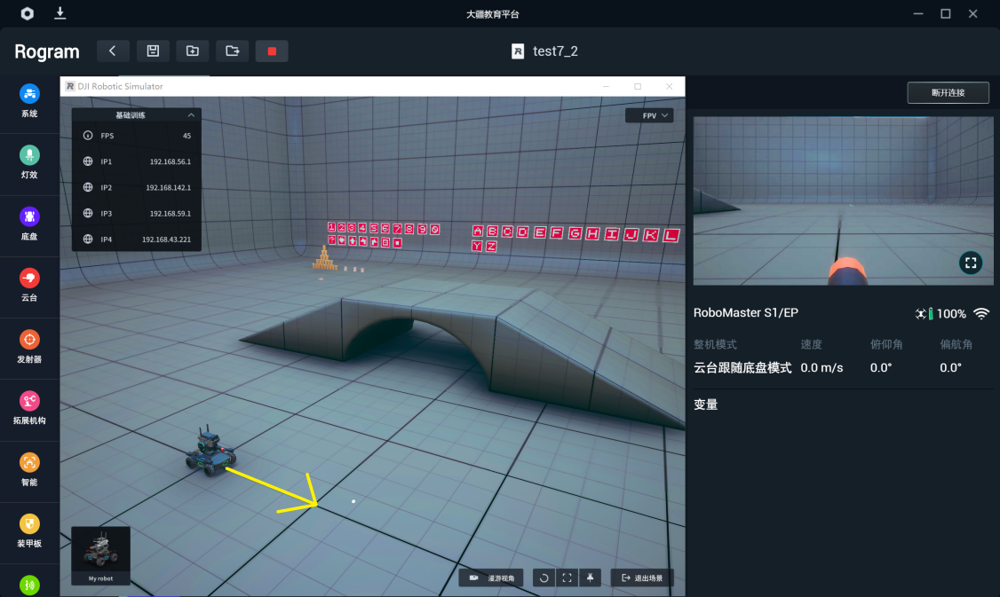 大疆教育平台
Rogram
test7_2
DJI Robotic Simulator
断开连接
系统
灯效
底盘
云台
发射器
拓展机构
智能
装甲板
基础训练
FPS 45
IP1 192.168.56.1
IP2 192.168.142.1
IP3 192.168.59.1
IP4 192.168.43.221
FPV
1 2 3 4 5 6 7 8 9 0
A B C D E F G H I J K L
Y Z
My robot
漫游视角
退出场景
RoboMaster S1/EP
100%
整机模式 速度 俯仰角 偏航角
云台跟随底盘模式 0.0 m/s 0.0° 0.0°
变量